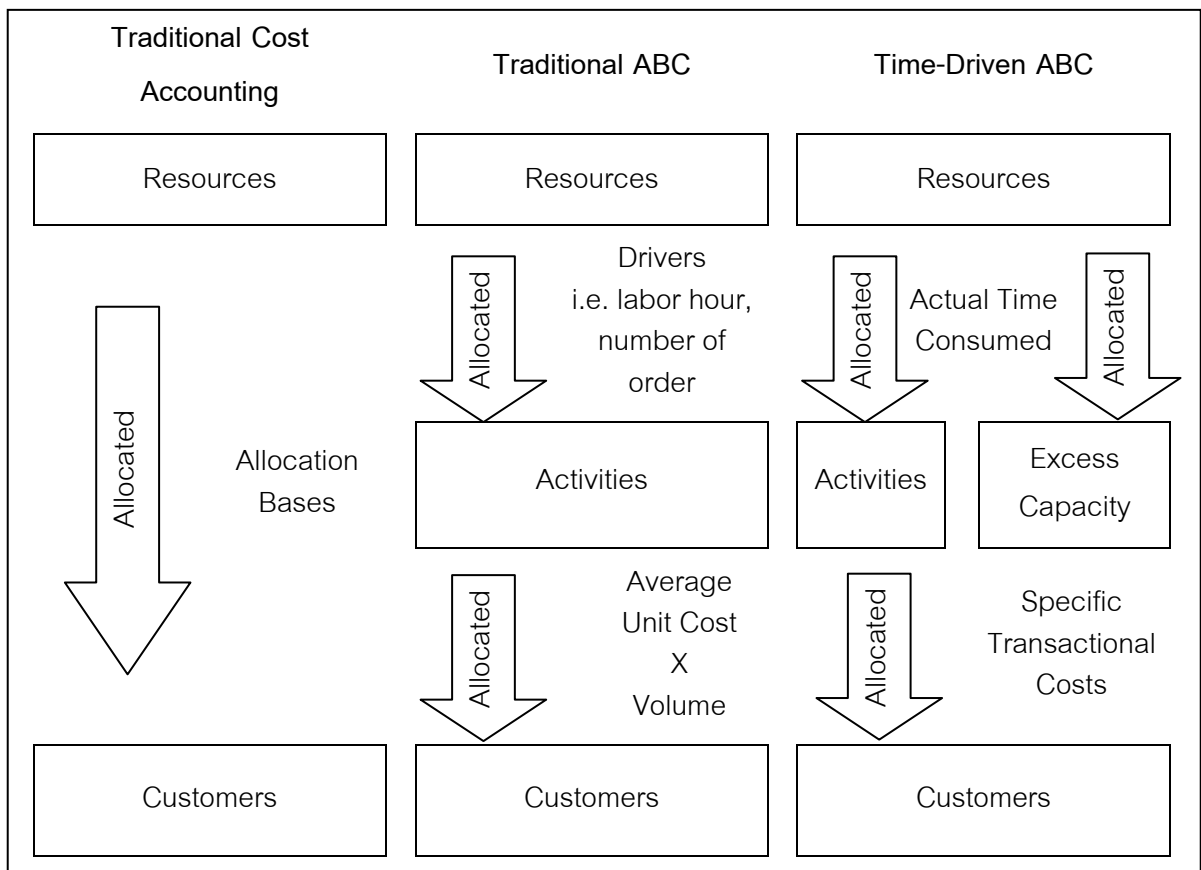 Traditional Cost
Accounting
Resources
Allocated
Allocation
Bases
Customers
Traditional ABC
Resources
Allocated
Drivers
i.e. labor hour,
number of
order
Activities
Allocated
Average
Unit Cost
X
Volume
Customers
Time-Driven ABC
Resources
Allocated
Actual Time
Consumed
Allocated
Activities
Excess
Capacity
Allocated
Specific
Transactional
Costs
Customers